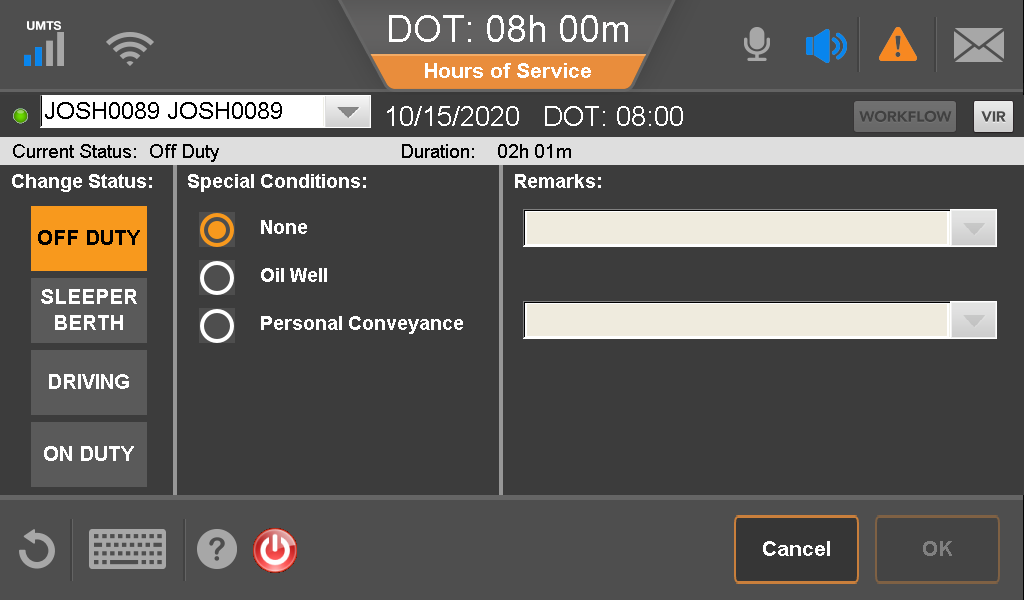 UMTS
DOT: 08h 00m
Hours of Service
JOSH0089 JOSH0089
10/15/2020 DOT: 08:00
WORKFLOW
VIR
Current Status: Off Duty
Duration: 02h 01m
Change Status:
OFF DUTY
SLEEPER
BERTH
DRIVING
ON DUTY
Special Conditions:
None
Oil Well
Personal Conveyance
Remarks:
?
Cancel
OK